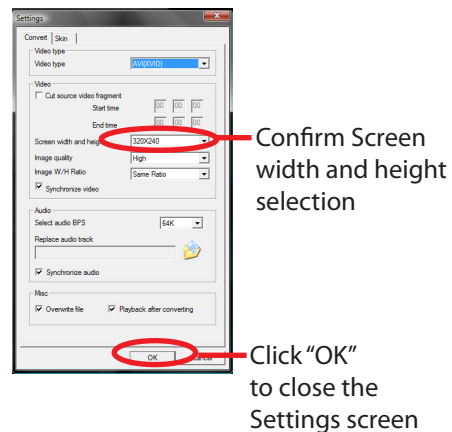 Settings
Convert Skin
Video type
Video type AVI(XVID)
Video
Cut source video fragment
Start time 00 00 00
End time 00 00 00
Screen width and heig 320X240
Image quality High
Image W/H Ratio Same Ratio
Synchronize video
Audio
Select audio BPS 64K
Replace audio track
Synchronize audio
Misc
Overwrite file Playback after converting
OK
Confirm Screen
width and height
selection
Click “OK”
to close the
Settings screen